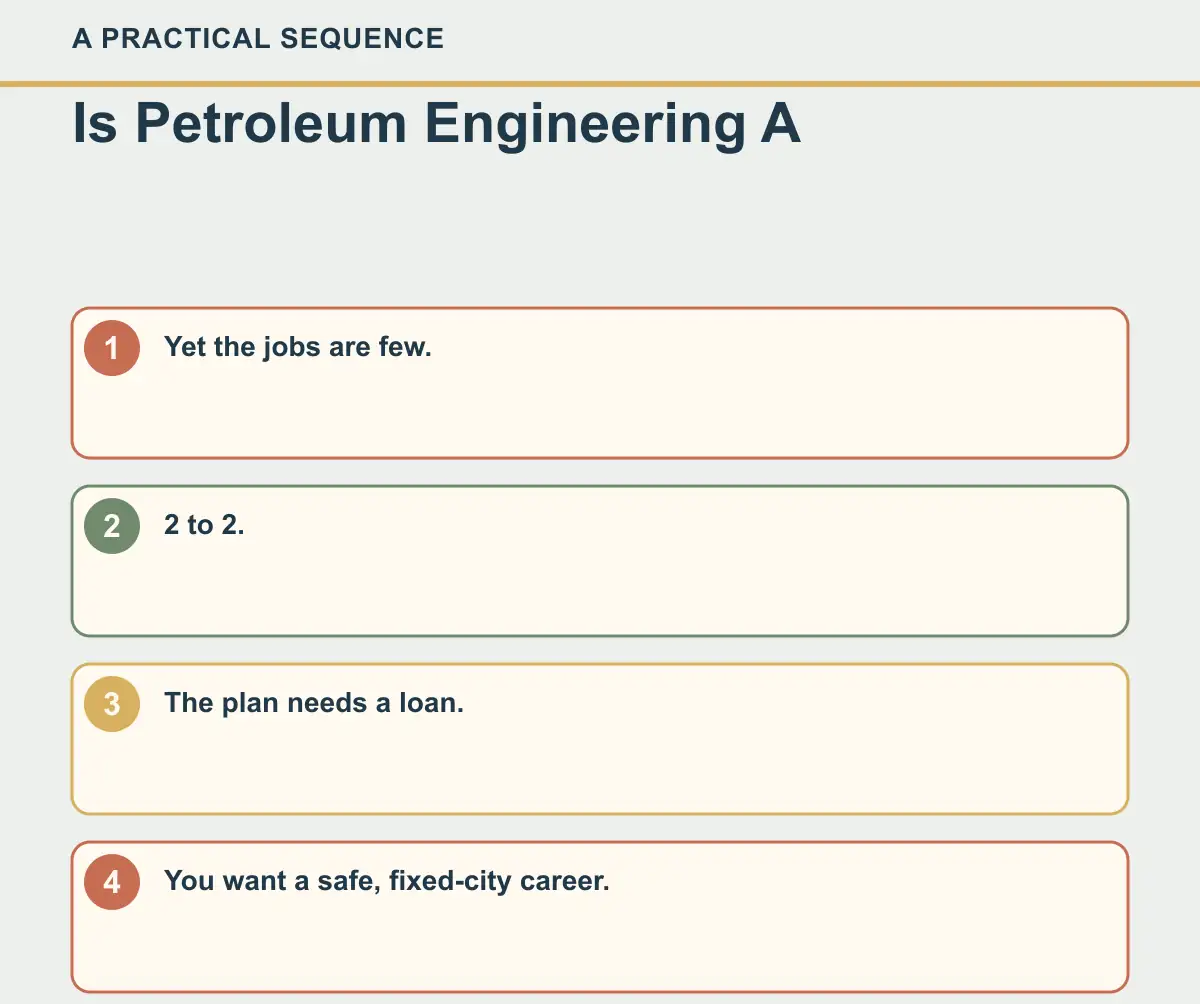 A PRACTICAL SEQUENCE
Is Petroleum Engineering A
1
Yet the jobs are few.
2
2 to 2.
3
The plan needs a loan.
4
You want a safe, fixed-city career.